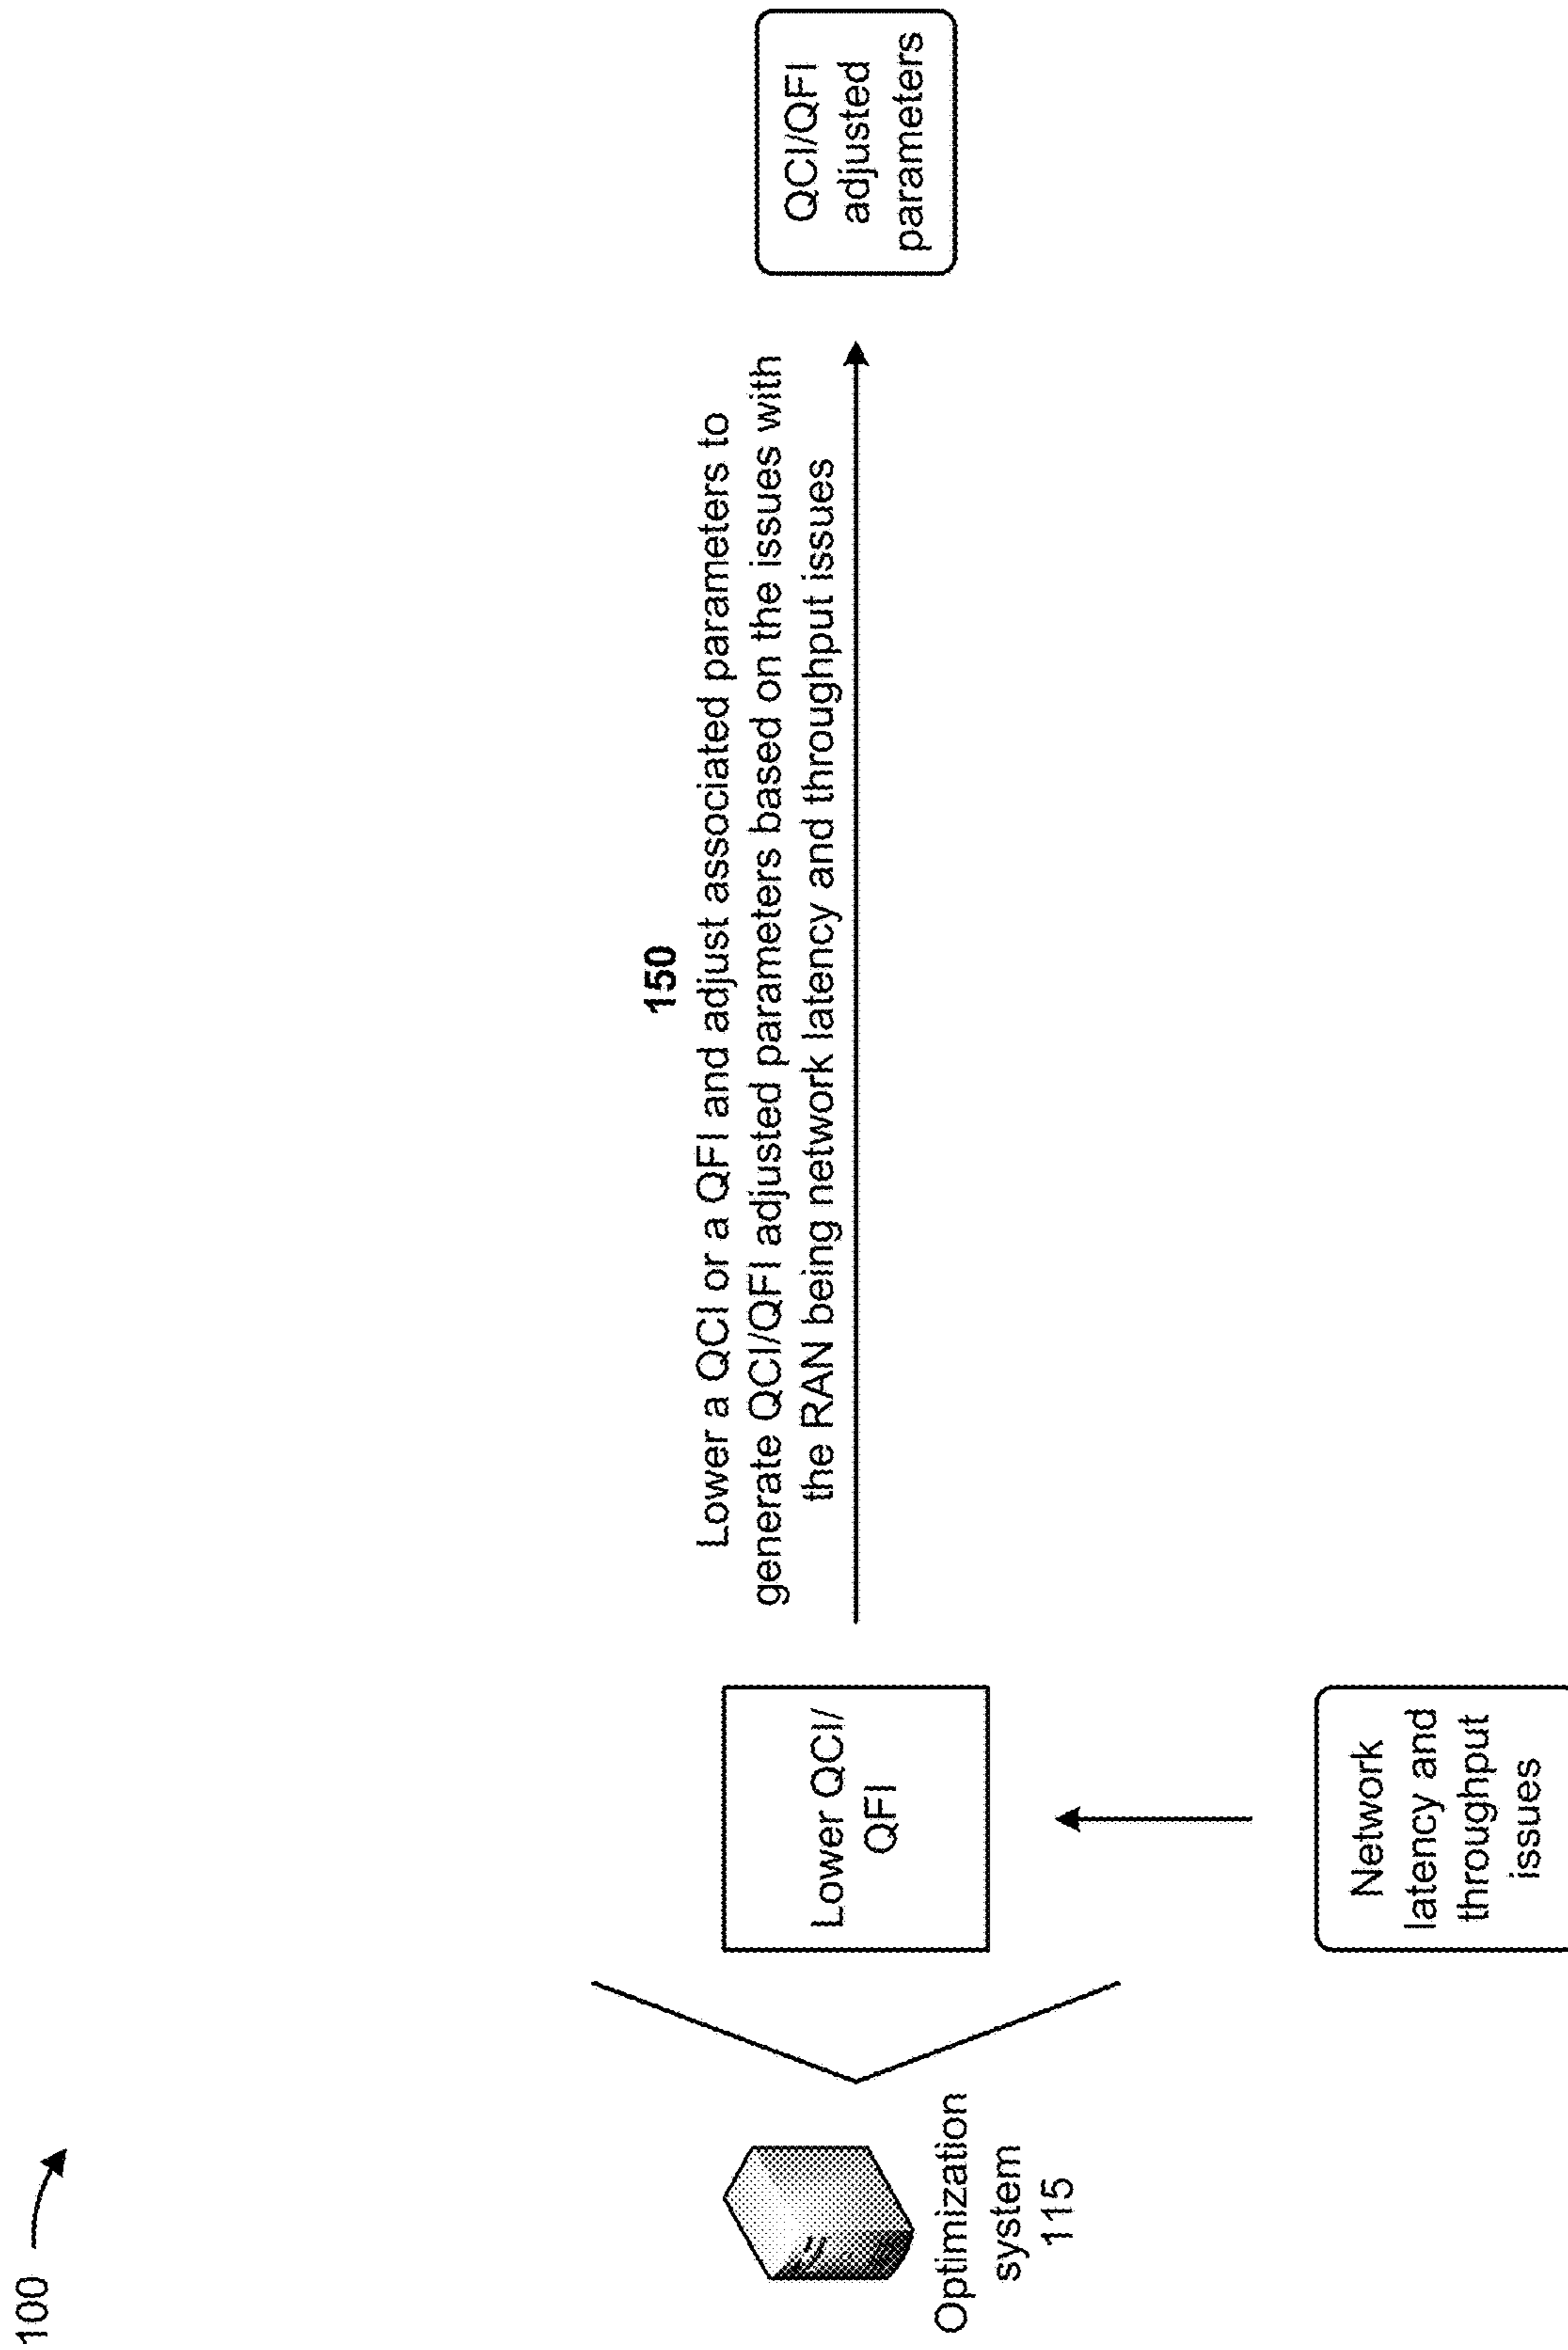 100
150
Lower a QCI or a QFI and adjust associated parameters to
generate QCI/QFI adjusted parameters based on the issues with
the RAN being network latency and throughput issues
Optimization
system
115
Lower QCI/
QFI
QCI/QFI
adjusted
parameters
Network
latency and
throughput
issues